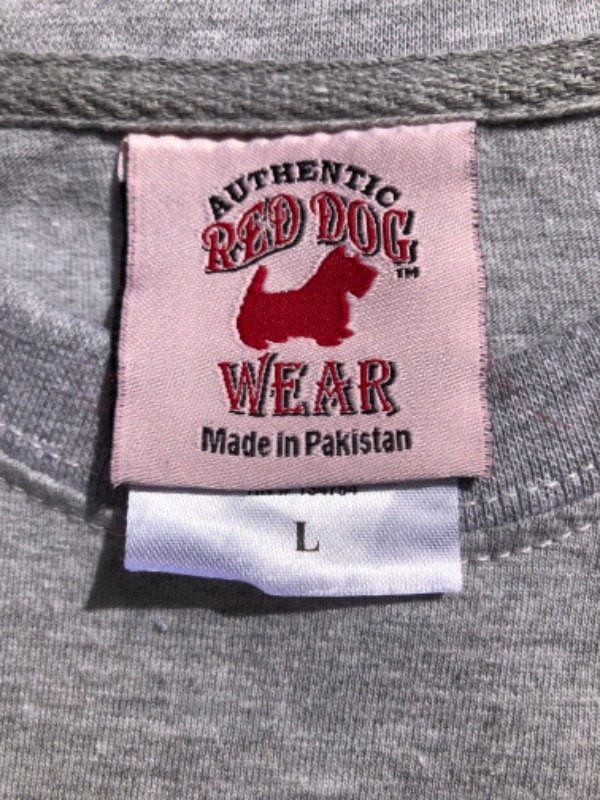 AUTHENTIC
RED DOG
TM
WEAR
Made in Pakistan
L